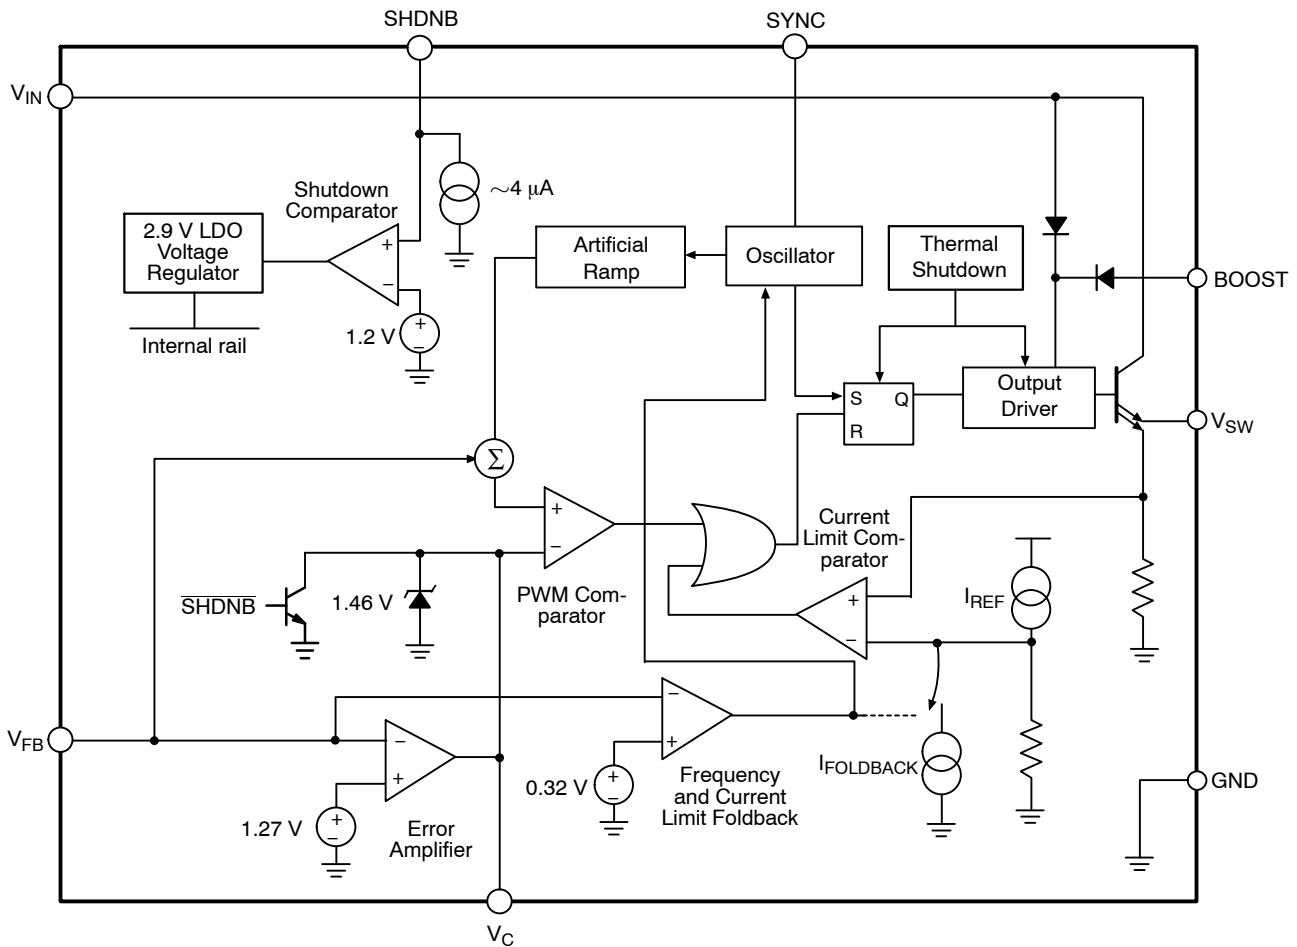 SHDNB
SYNC
V_IN
~4 µA
Shutdown
Comparator
2.9 V LDO
Voltage
Regulator
+
−
1.2 V
+
−
Internal rail
Artificial
Ramp
Oscillator
Thermal
Shutdown
BOOST
S
Q
R
Output
Driver
V_SW
Σ
+
−
PWM Com-
parator
Current
Limit Com-
parator
+
−
I_REF
SHDNB
1.46 V
V_FB
−
+
Error
Amplifier
1.27 V
+
−
−
+
Frequency
and Current
Limit Foldback
0.32 V
+
−
I_FOLDBACK
GND
V_C